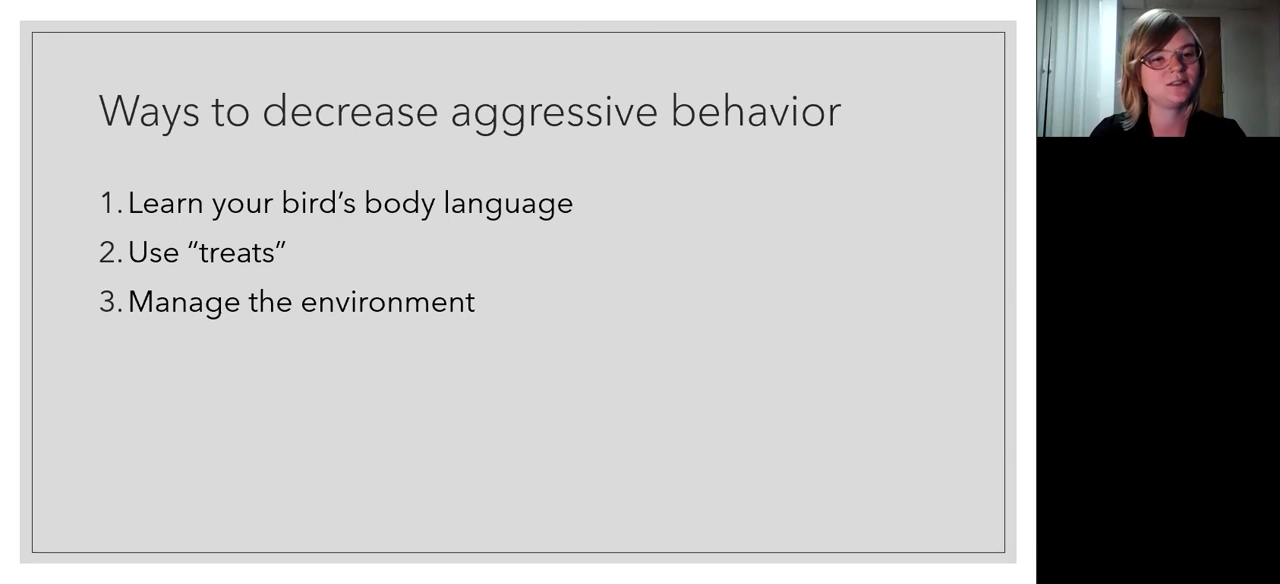 Ways to decrease aggressive behavior
1. Learn your bird’s body language
2. Use “treats”
3. Manage the environment